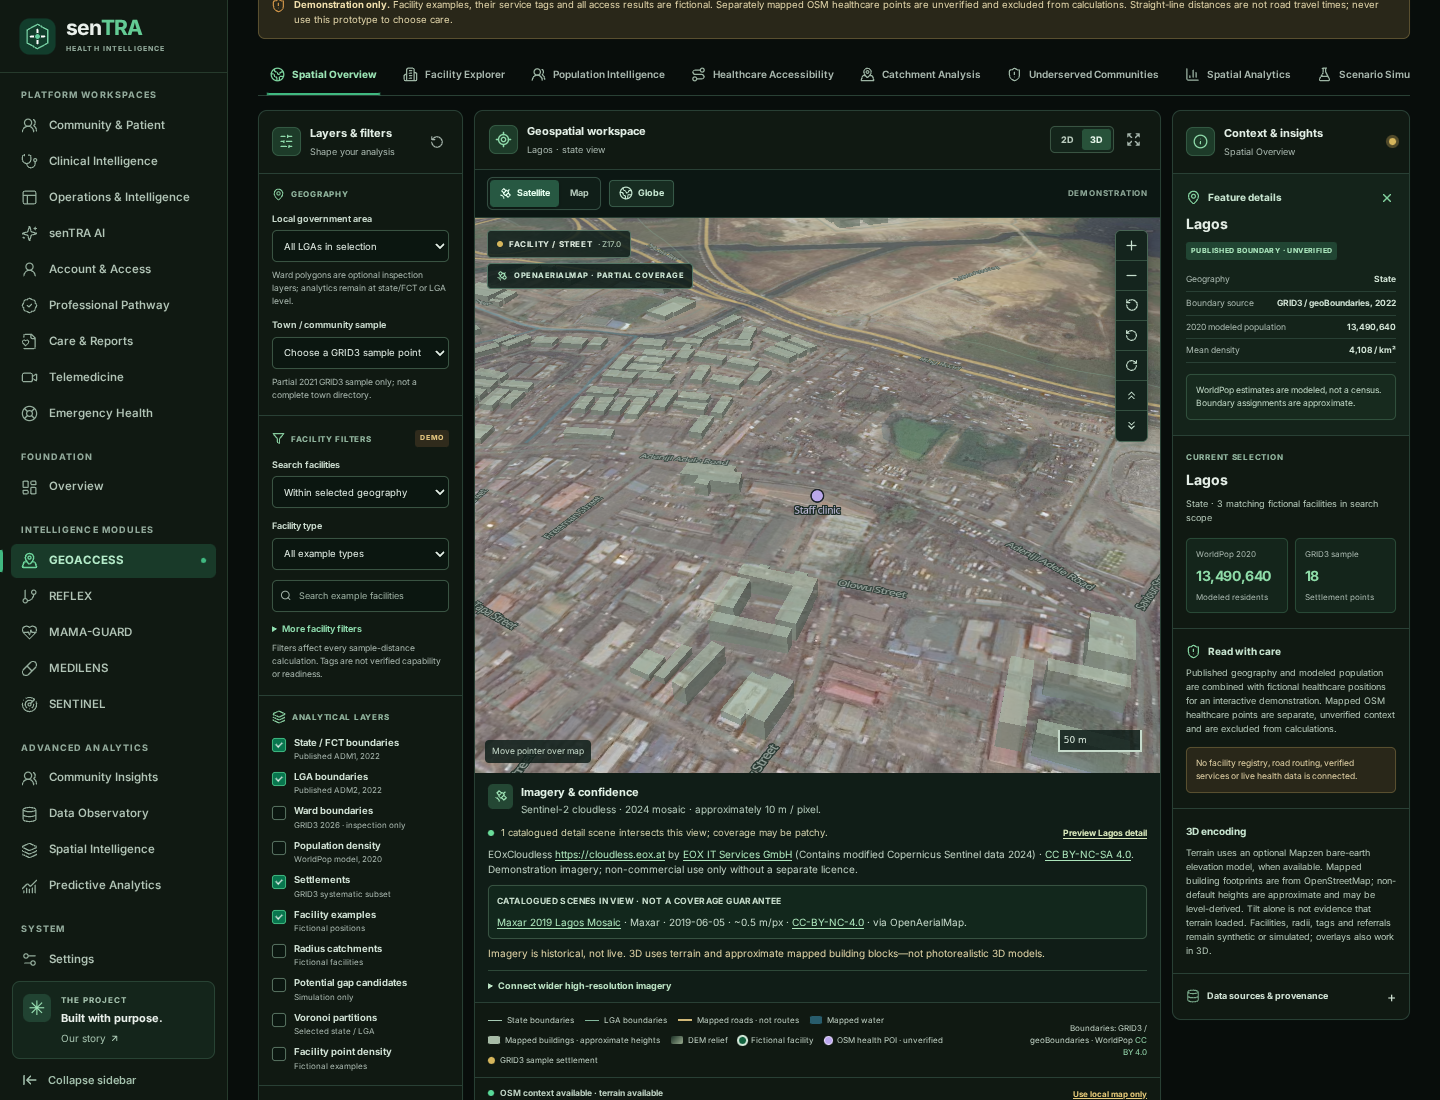 senTRA
HEALTH INTELLIGENCE
PLATFORM WORKSPACES
Community & Patient
Clinical Intelligence
Operations & Intelligence
senTRA AI
Account & Access
Professional Pathway
Care & Reports
Telemedicine
Emergency Health
FOUNDATION
Overview
INTELLIGENCE MODULES
GEOACCESS
REFLEX
MAMA-GUARD
MEDILENS
SENTINEL
ADVANCED ANALYTICS
Community Insights
Data Observatory
Spatial Intelligence
Predictive Analytics
SYSTEM
Settings
THE PROJECT
Built with purpose.
Our story ↗
Collapse sidebar
Demonstration only. Facility examples, their service tags and all access results are fictional. Separately mapped OSM healthcare points are unverified and excluded from calculations. Straight-line distances are not road travel times; never
use this prototype to choose care.
Spatial Overview
Facility Explorer
Population Intelligence
Healthcare Accessibility
Catchment Analysis
Underserved Communities
Spatial Analytics
Scenario Simu
Layers & filters
Shape your analysis
GEOGRAPHY
Local government area
All LGAs in selection
Ward polygons are optional inspection
layers; analytics remain at state/FCT or LGA
level.
Town / community sample
Choose a GRID3 sample point
Partial 2021 GRID3 sample only; not a
complete town directory.
FACILITY FILTERS
DEMO
Search facilities
Within selected geography
Facility type
All example types
Search example facilities
More facility filters
Filters affect every sample-distance
calculation. Tags are not verified capability
or readiness.
ANALYTICAL LAYERS
State / FCT boundaries
Published ADM1, 2022
LGA boundaries
Published ADM2, 2022
Ward boundaries
GRID3 2026 · inspection only
Population density
WorldPop model, 2020
Settlements
GRID3 systematic subset
Facility examples
Fictional positions
Radius catchments
Fictional facilities
Potential gap candidates
Simulation only
Voronoi partitions
Selected state / LGA
Facility point density
Fictional examples
Geospatial workspace
Lagos · state view
2D
3D
Satellite
Map
Globe
DEMONSTRATION
FACILITY / STREET · Z17.0
OPENAERIALMAP · PARTIAL COVERAGE
Staff clinic
Olowu Street
Street
Move pointer over map
50 m
Imagery & confidence
Sentinel-2 cloudless · 2024 mosaic · approximately 10 m / pixel.
1 catalogued detail scene intersects this view; coverage may be patchy.
Preview Lagos detail
EOxCloudless https://cloudless.eox.at by EOX IT Services GmbH (Contains modified Copernicus Sentinel data 2024) · CC BY-NC-SA 4.0.
Demonstration imagery; non-commercial use only without a separate licence.
CATALOGUED SCENES IN VIEW · NOT A COVERAGE GUARANTEE
Maxar 2019 Lagos Mosaic · Maxar · 2019-06-05 · ~0.5 m/px · CC-BY-NC-4.0 · via OpenAerialMap.
Imagery is historical, not live. 3D uses terrain and approximate mapped building blocks—not photorealistic 3D models.
Connect wider high-resolution imagery
State boundaries
LGA boundaries
Mapped roads · not routes
Mapped water
Mapped buildings · approximate heights
DEM relief
Fictional facility
OSM health POI · unverified
GRID3 sample settlement
Boundaries: GRID3 /
geoBoundaries · WorldPop CC
BY 4.0
OSM context available · terrain available
Use local map only
Context & insights
Spatial Overview
Feature details
Lagos
PUBLISHED BOUNDARY · UNVERIFIED
Geography State
Boundary source GRID3 / geoBoundaries, 2022
2020 modeled population 13,490,640
Mean density 4,108 / km²
WorldPop estimates are modeled, not a census.
Boundary assignments are approximate.
CURRENT SELECTION
Lagos
State · 3 matching fictional facilities in search
scope
WorldPop 2020
13,490,640
Modeled residents
GRID3 sample
18
Settlement points
Read with care
Published geography and modeled population
are combined with fictional healthcare positions
for an interactive demonstration. Mapped OSM
healthcare points are separate, unverified context
and are excluded from calculations.
No facility registry, road routing, verified
services or live health data is connected.
3D encoding
Terrain uses an optional Mapzen bare-earth
elevation model, when available. Mapped
building footprints are from OpenStreetMap; non-
default heights are approximate and may be
level-derived. Tilt alone is not evidence that
terrain loaded. Facilities, radii, tags and referrals
remain synthetic or simulated; overlays also work
in 3D.
Data sources & provenance
+